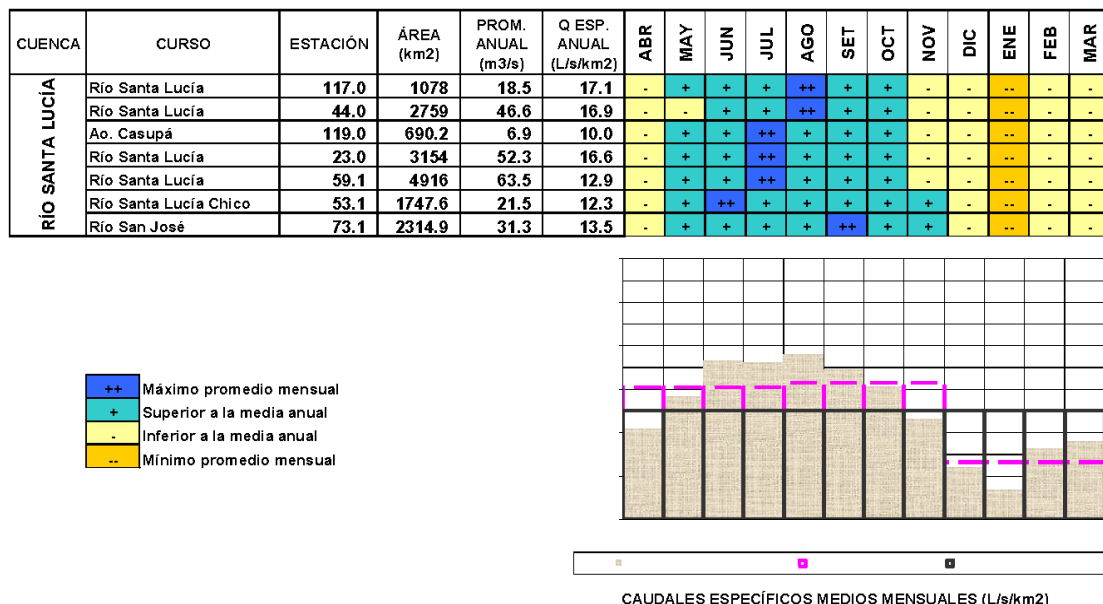 CUENCA CURSO ESTACIÓN ÁREA (km2) PROM. ANUAL (m3/s) Q ESP. ANUAL (L/s/km2) ABR MAY JUN JUL AGO SET OCT NOV DIC ENE FEB MAR
RÍO SANTA LUCÍA
Río Santa Lucía 117.0 1078 18.5 17.1 - + + + ++ + + - - -- - -
Río Santa Lucía 44.0 2759 46.6 16.9 - - + + ++ + + - - -- - -
Ao. Casupá 119.0 690.2 6.9 10.0 - + + ++ + + + - - -- - -
Río Santa Lucía 23.0 3154 52.3 16.6 - + + ++ + + + - - -- - -
Río Santa Lucía 59.1 4916 63.5 12.9 - + + ++ + + + - - -- - -
Río Santa Lucía Chico 53.1 1747.6 21.5 12.3 - + ++ + + + + + - -- - -
Río San José 73.1 2314.9 31.3 13.5 - + + + + ++ + + - -- - -
++ Máximo promedio mensual
+ Superior a la media anual
- Inferior a la media anual
-- Mínimo promedio mensual
CAUDALES ESPECÍFICOS MEDIOS MENSUALES (L/s/km2)